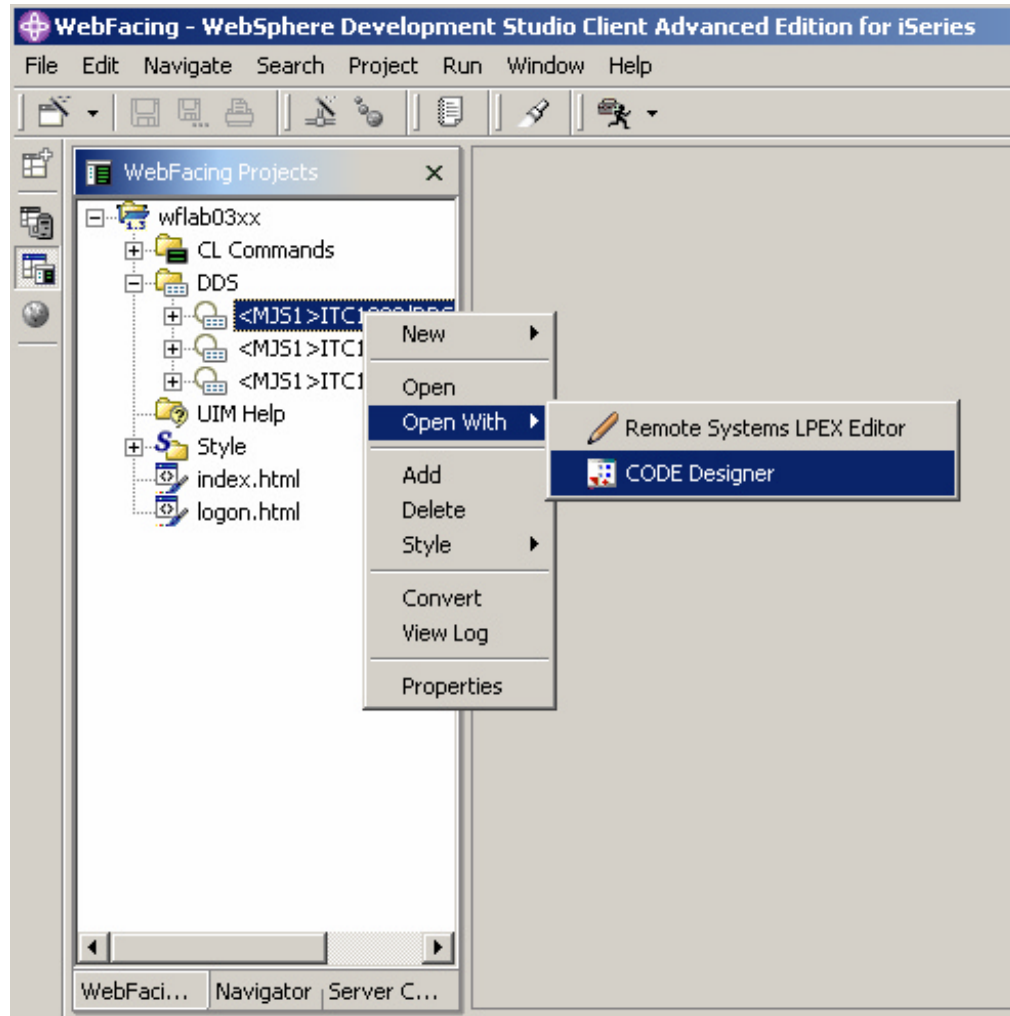 WebFacing - WebSphere Development Studio Client Advanced Edition for iSeries
File Edit Navigate Search Project Run Window Help
WebFacing Projects
wflab03xx
CL Commands
DDS
<MJS1>ITC1
<MJS1>ITC1
<MJS1>ITC1
UIM Help
Style
index.html
logon.html
New
Open
Open With
Add
Delete
Style
Convert
View Log
Properties
Remote Systems LPEX Editor
CODE Designer
WebFaci... Navigator Server C...